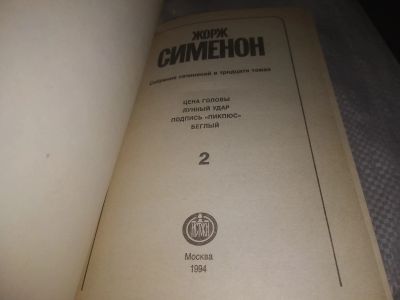 ЖОРЖ
СИМЕНОН
Собрание сочинений в тридцати томах
ЦЕНА ГОЛОВЫ
ЛУННЫЙ УДАР
ПОДПИСЬ «ПИКПЮС»
БЕГЛЫЙ
2
Москва
1994